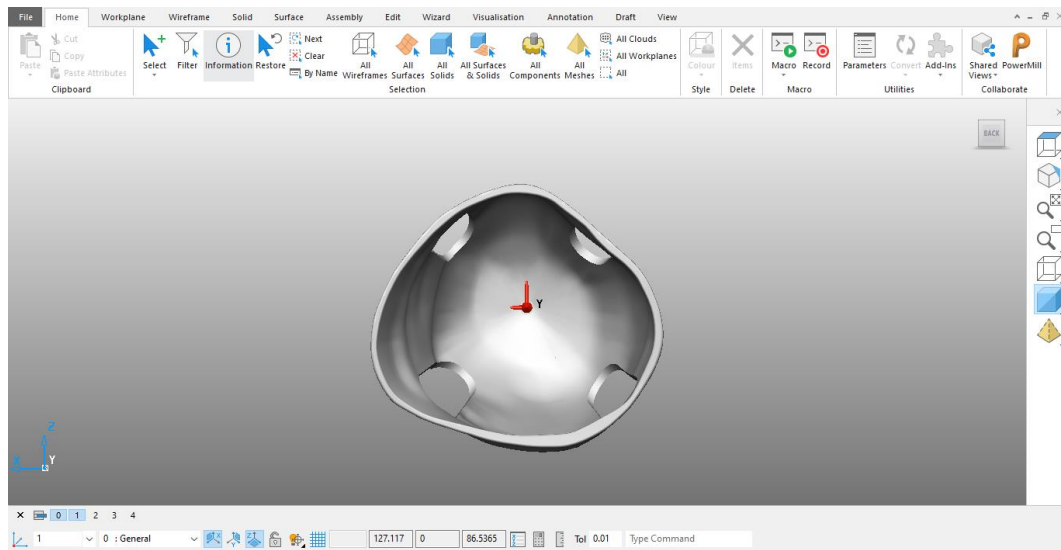 File Home Workplane Wireframe Solid Surface Assembly Edit Wizard Visualisation Annotation Draft View
Paste
Cut
Copy
Paste Attributes
Clipboard
Select Filter Information Restore
Next
Clear
By Name
All Wireframes
All Surfaces
All Solids
All Surfaces & Solids
All Components
All Meshes
All Clouds
All Workplanes
All
Selection
Colour
Style
Items
Delete
Macro Record
Macro
Parameters Convert Add-Ins
Utilities
Shared Views
PowerMill
Collaborate
BACK
Y
Z
X Y
0 1 2 3 4
1 0 : General 127.117 0 86.5365 Tol 0.01 Type Command